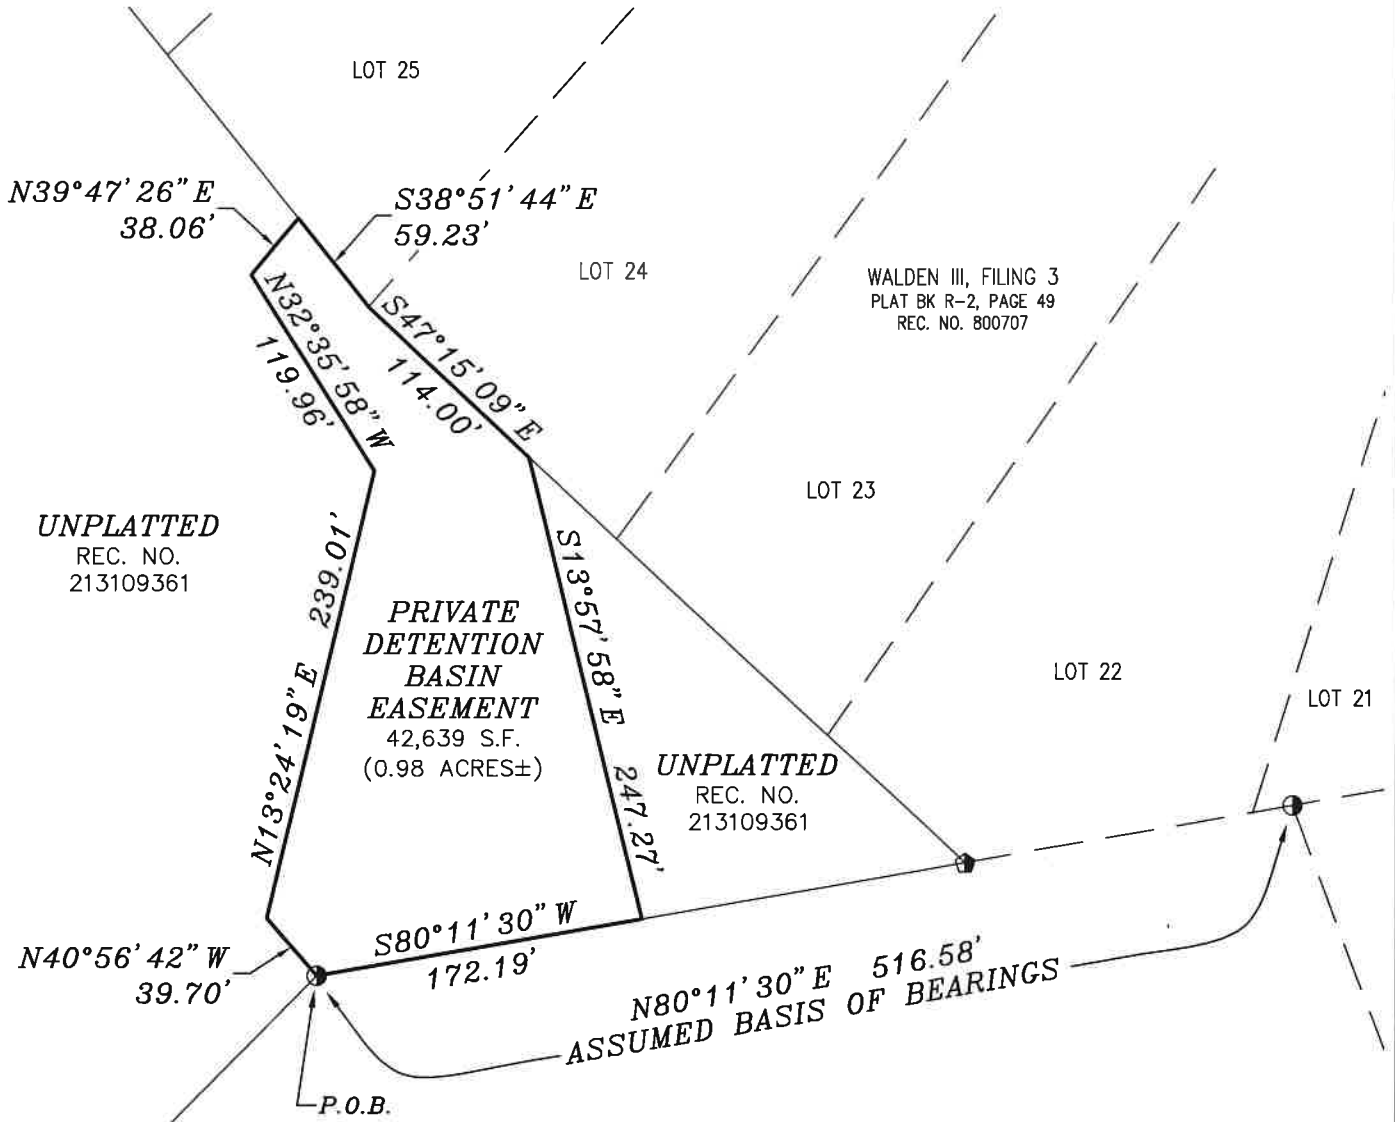 LOT 25
N39°47'26"E
38.06'
S38°51'44"E
59.23'
LOT 24
WALDEN III, FILING 3
PLAT BK R-2, PAGE 49
REC. NO. 800707
N32°35'58"W
119.96'
S47°15'09"E
114.00'
LOT 23
UNPLATTED
REC. NO.
213109361
N13°24'19"E 239.01'
PRIVATE
DETENTION
BASIN
EASEMENT
42,639 S.F.
(0.98 ACRES±)
S13°57'58"E 247.27'
LOT 22
LOT 21
UNPLATTED
REC. NO.
213109361
N40°56'42"W
39.70'
S80°11'30"W
172.19'
N80°11'30"E 516.58'
ASSUMED BASIS OF BEARINGS
P.O.B.